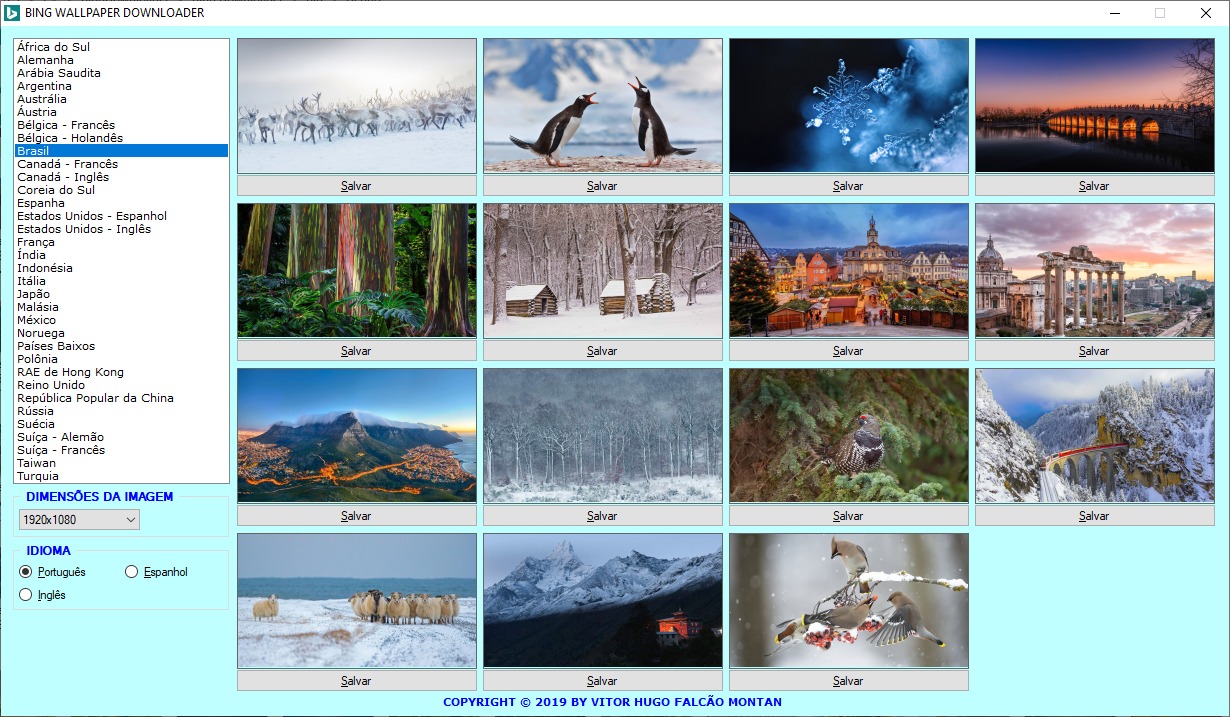 BING WALLPAPER DOWNLOADER
África do Sul
Alemanha
Arábia Saudita
Argentina
Austrália
Áustria
Bélgica - Francês
Bélgica - Holandês
Brasil
Canadá - Francês
Canadá - Inglês
Coreia do Sul
Espanha
Estados Unidos - Espanhol
Estados Unidos - Inglês
França
Índia
Indonésia
Itália
Japão
Malásia
México
Noruega
Países Baixos
Polônia
RAE de Hong Kong
Reino Unido
República Popular da China
Rússia
Suécia
Suíça - Alemão
Suíça - Francês
Taiwan
Turquia
DIMENSÕES DA IMAGEM
1920x1080
IDIOMA
Português Espanhol
Inglês
Salvar Salvar Salvar Salvar
Salvar Salvar Salvar Salvar
Salvar Salvar Salvar Salvar
Salvar Salvar Salvar
COPYRIGHT © 2019 BY VITOR HUGO FALCÃO MONTAN